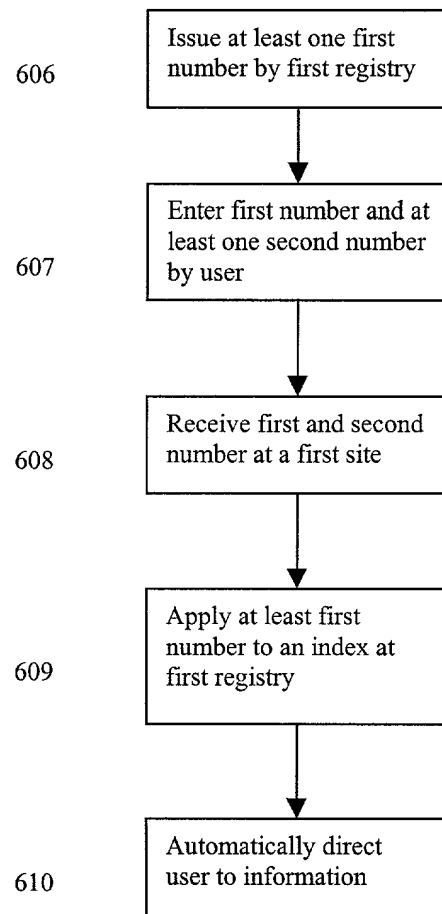 606
Issue at least one first
number by first registry
607
Enter first number and at
least one second number
by user
608
Receive first and second
number at a first site
609
Apply at least first
number to an index at
first registry
610
Automatically direct
user to information